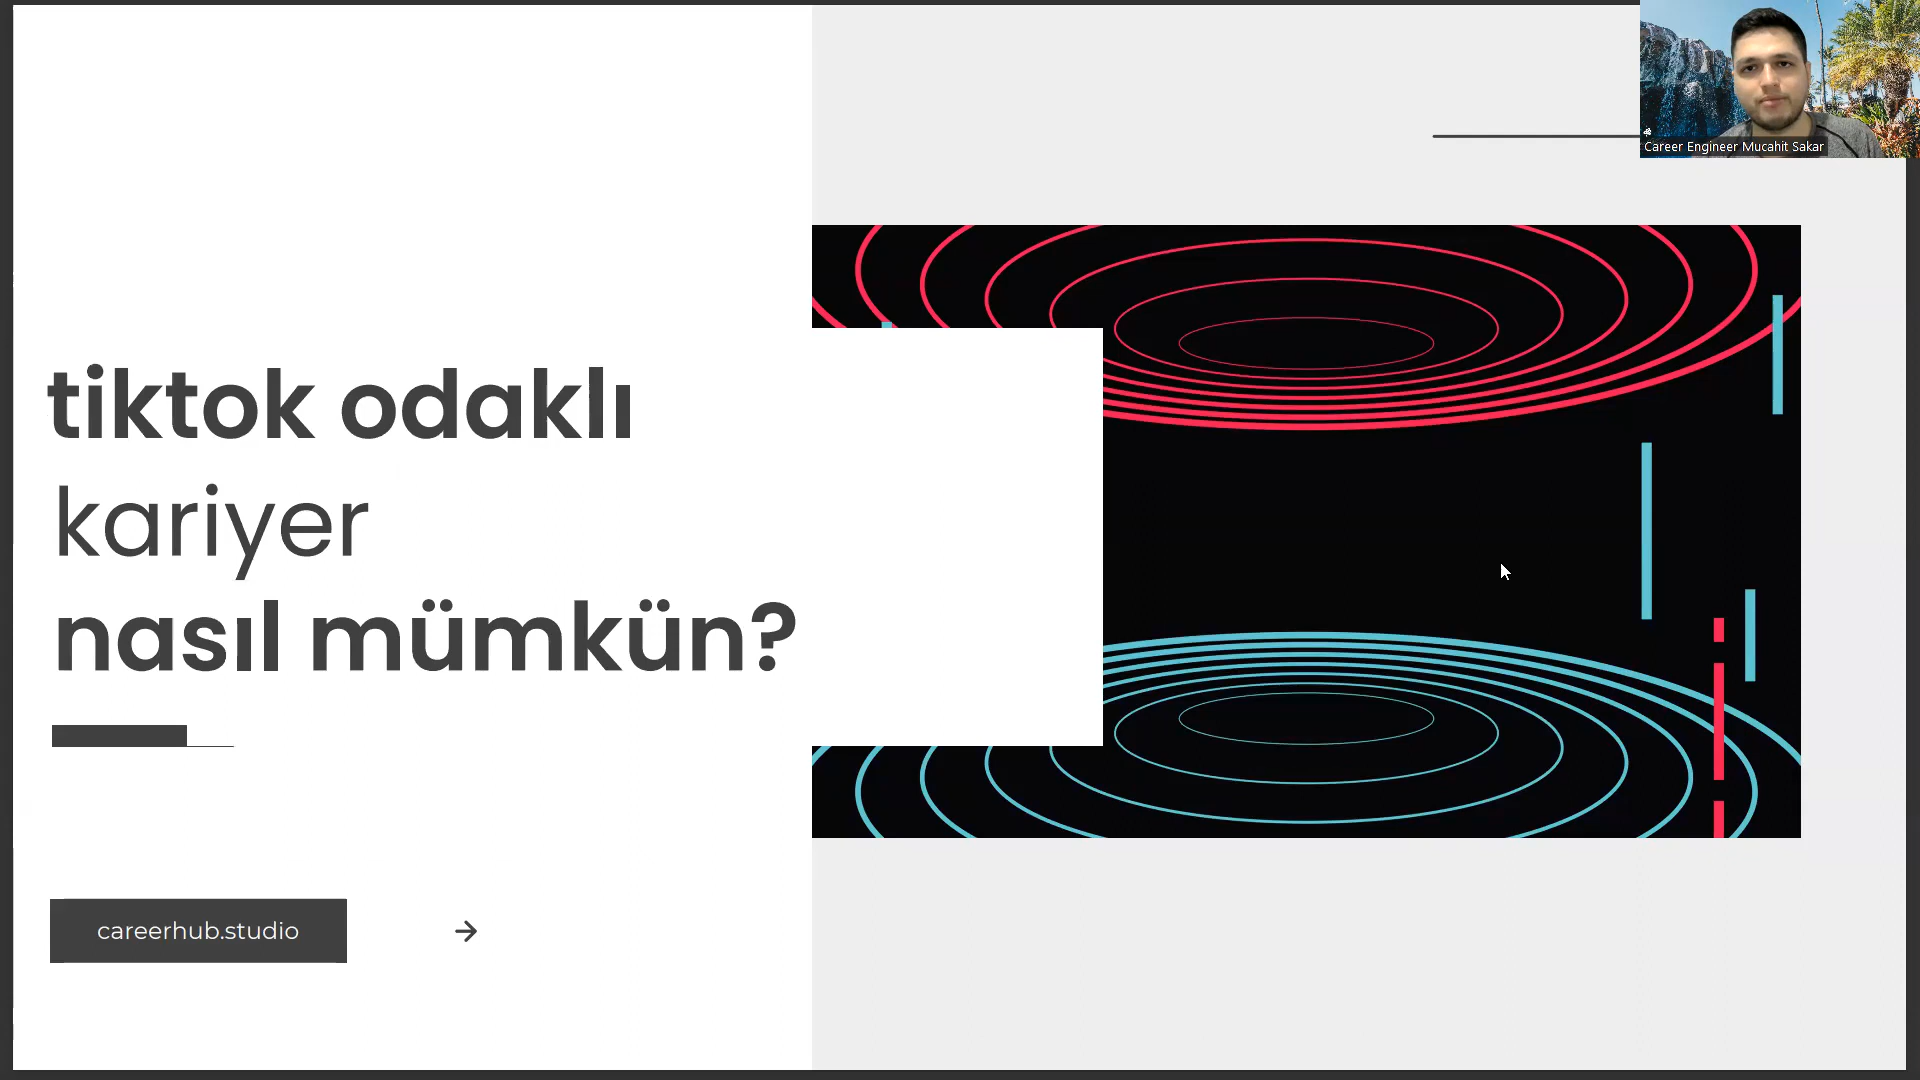 tiktok odaklı
kariyer
nasıl mümkün?
careerhub.studio
Career Engineer Mucahit Sakar